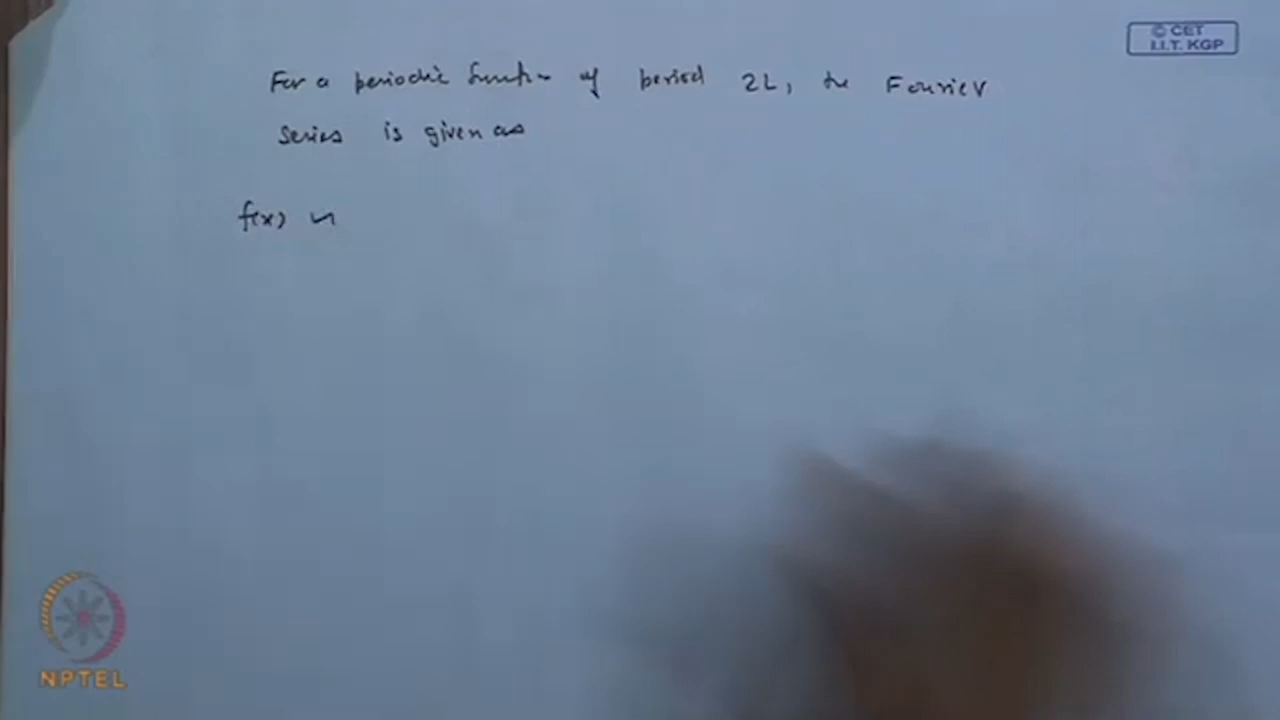 © CET
I.I.T. KGP
For a periodic function of period 2L, the Fourier
Series is given as
f(x) ~
NPTEL